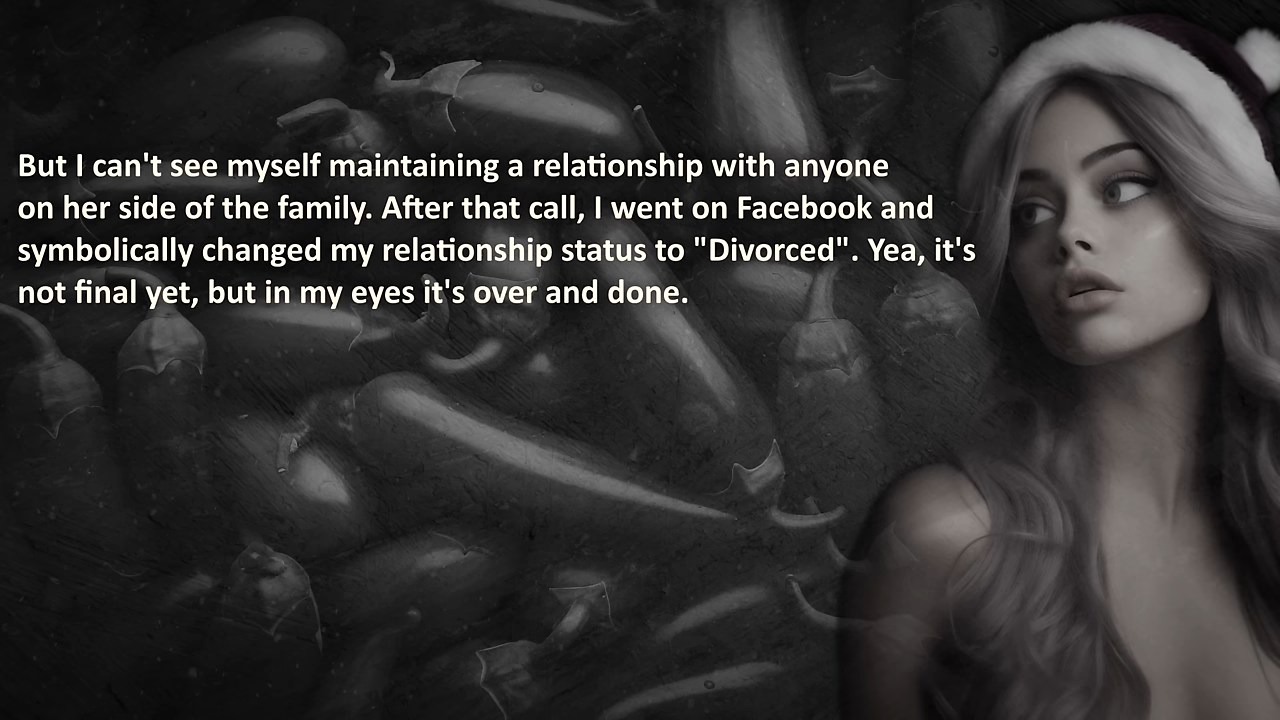 But I can't see myself maintaining a relationship with anyone
on her side of the family. After that call, I went on Facebook and
symbolically changed my relationship status to "Divorced". Yea, it's
not final yet, but in my eyes it's over and done.